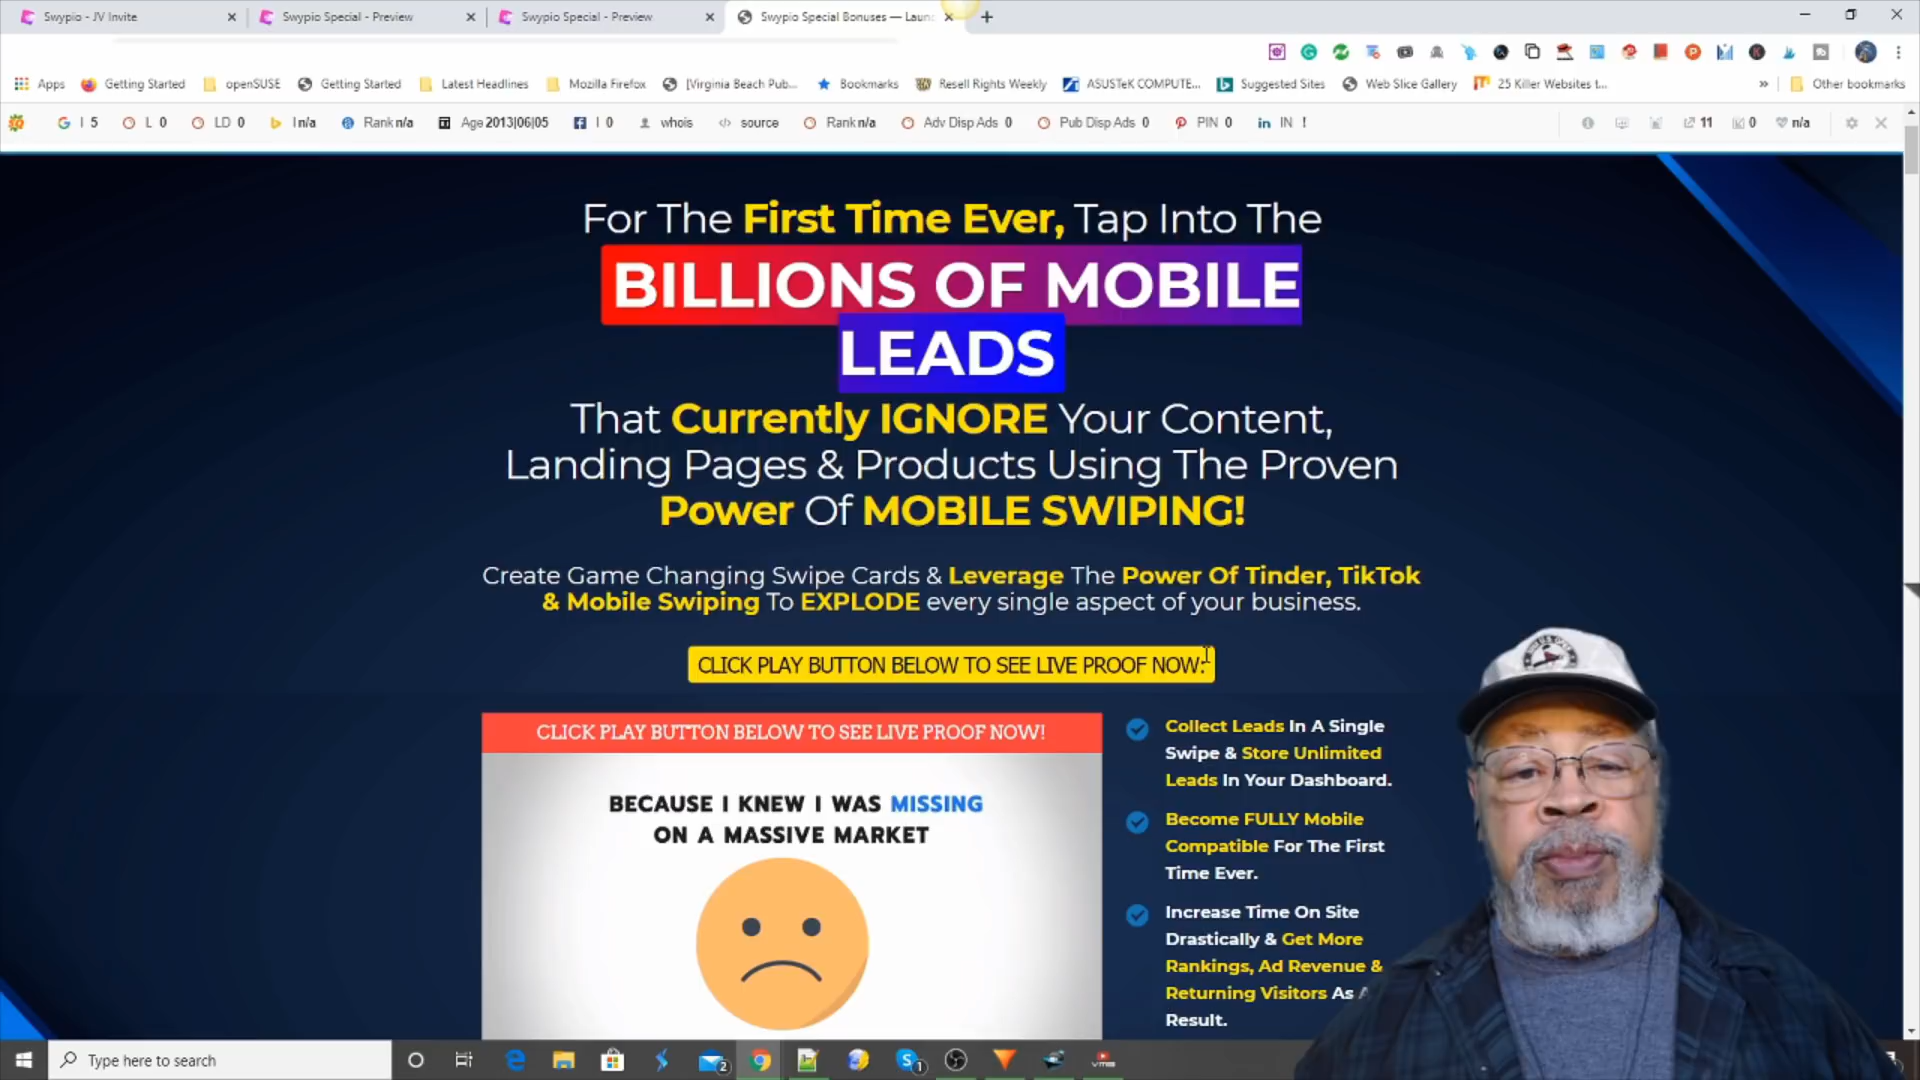 Swypio - JV Invite
Swypio Special - Preview
Swypio Special - Preview
Swypio Special Bonuses — Laun
Apps
Getting Started
openSUSE
Getting Started
Latest Headlines
Mozilla Firefox
[Virginia Beach Pub...
Bookmarks
Resell Rights Weekly
ASUSTeK COMPUTE...
Suggested Sites
Web Slice Gallery
25 Killer Websites t...
»
Other bookmarks
I 5
L 0
LD 0
I n/a
Rank n/a
Age 2013|06|05
I 0
whois
source
Rank n/a
Adv Disp Ads 0
Pub Disp Ads 0
PIN 0
IN !
11
0
n/a
For The First Time Ever, Tap Into The
BILLIONS OF MOBILE
LEADS
That Currently IGNORE Your Content,
Landing Pages & Products Using The Proven
Power Of MOBILE SWIPING!
Create Game Changing Swipe Cards & Leverage The Power Of Tinder, TikTok
& Mobile Swiping To EXPLODE every single aspect of your business.
CLICK PLAY BUTTON BELOW TO SEE LIVE PROOF NOW!
CLICK PLAY BUTTON BELOW TO SEE LIVE PROOF NOW!
BECAUSE I KNEW I WAS MISSING
ON A MASSIVE MARKET
Collect Leads In A Single
Swipe & Store Unlimited
Leads In Your Dashboard.
Become FULLY Mobile
Compatible For The First
Time Ever.
Increase Time On Site
Drastically & Get More
Rankings, Ad Revenue &
Returning Visitors As
Result.
Type here to search